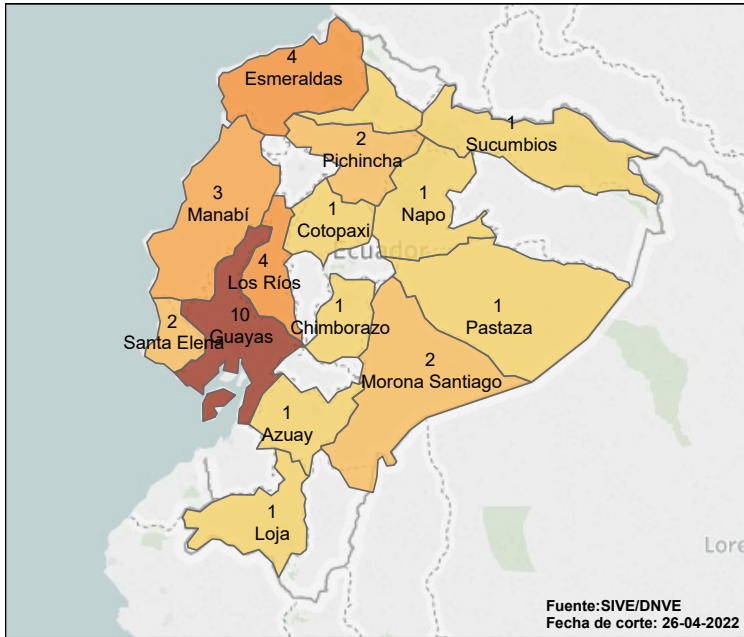 4
Esmeraldas
1
Sucumbios
2
Pichincha
3
Manabí
1
Napo
1
Cotopaxi
Ecuador
4
Los Ríos
10
Guayas
2
Santa Elena
1
Chimborazo
1
Pastaza
2
Morona Santiago
1
Azuay
1
Loja
Lore
Fuente:SIVE/DNVE
Fecha de corte: 26-04-2022